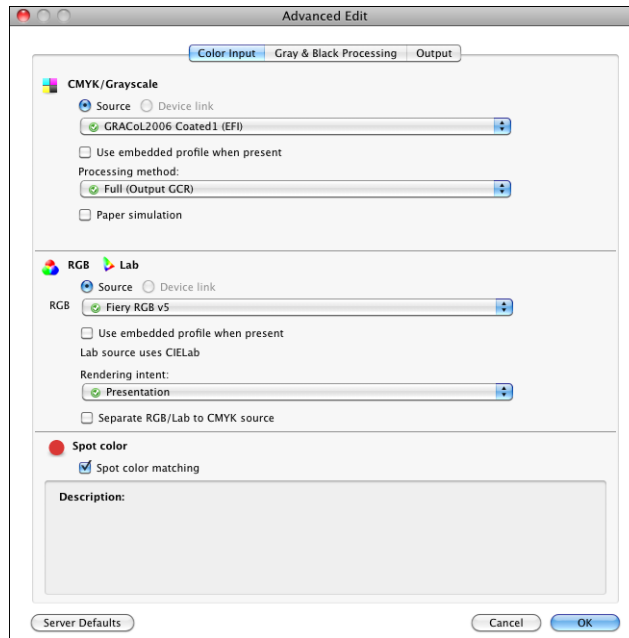 Advanced Edit
Color Input Gray & Black Processing Output
CMYK/Grayscale
Source Device link
GRACoL2006 Coated1 (EFI)
Use embedded profile when present
Processing method:
Full (Output GCR)
Paper simulation
RGB Lab
Source Device link
RGB Fiery RGB v5
Use embedded profile when present
Lab source uses CIELab
Rendering intent:
Presentation
Separate RGB/Lab to CMYK source
Spot color
Spot color matching
Description:
Server Defaults Cancel OK